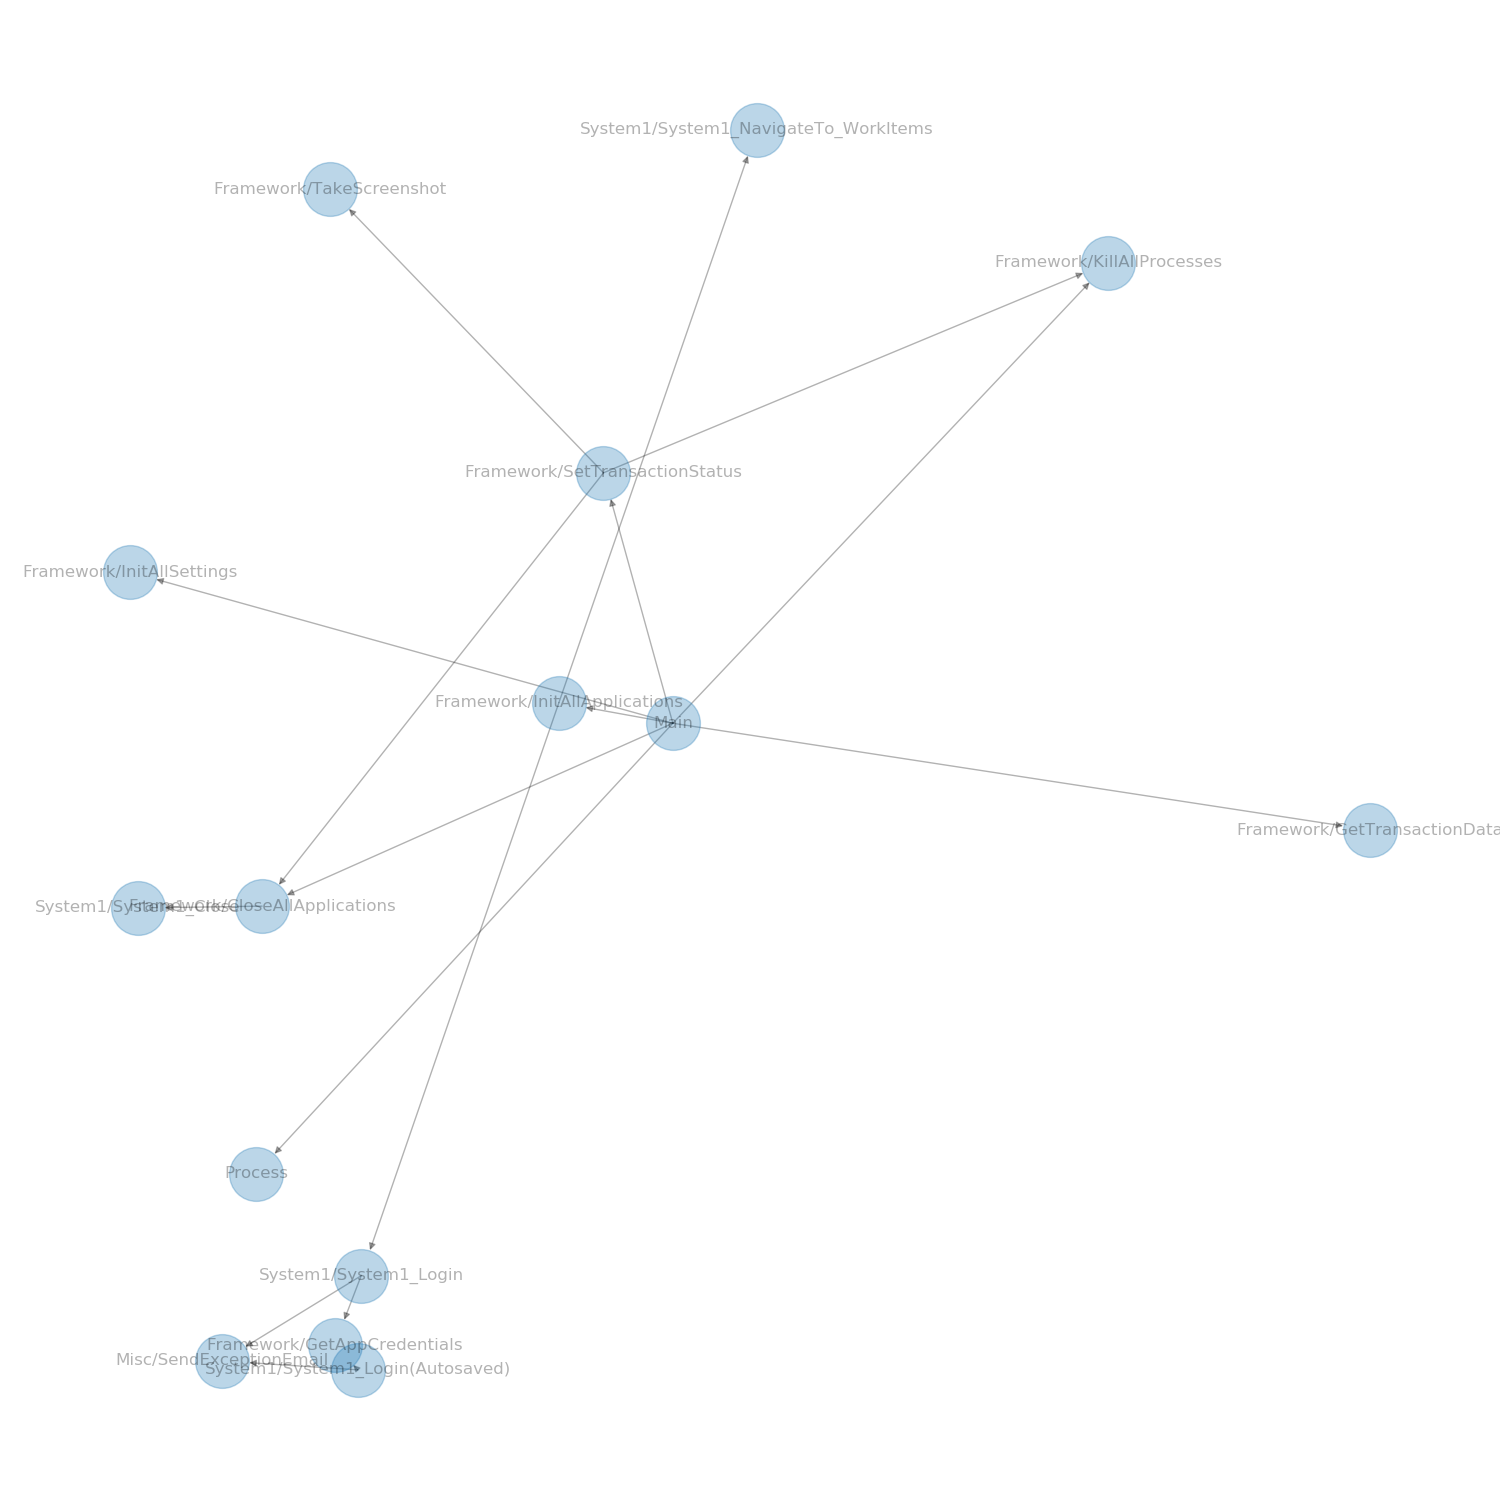 System1/System1_NavigateTo_WorkItems
Framework/TakeScreenshot
Framework/KillAllProcesses
Framework/SetTransactionStatus
Framework/InitAllSettings
Framework/InitAllApplications
Main
Framework/GetTransactionData
System1/System1_Close
Framework/CloseAllApplications
Process
System1/System1_Login
Framework/GetAppCredentials
Misc/SendExceptionEmail
System1/System1_Login(Autosaved)